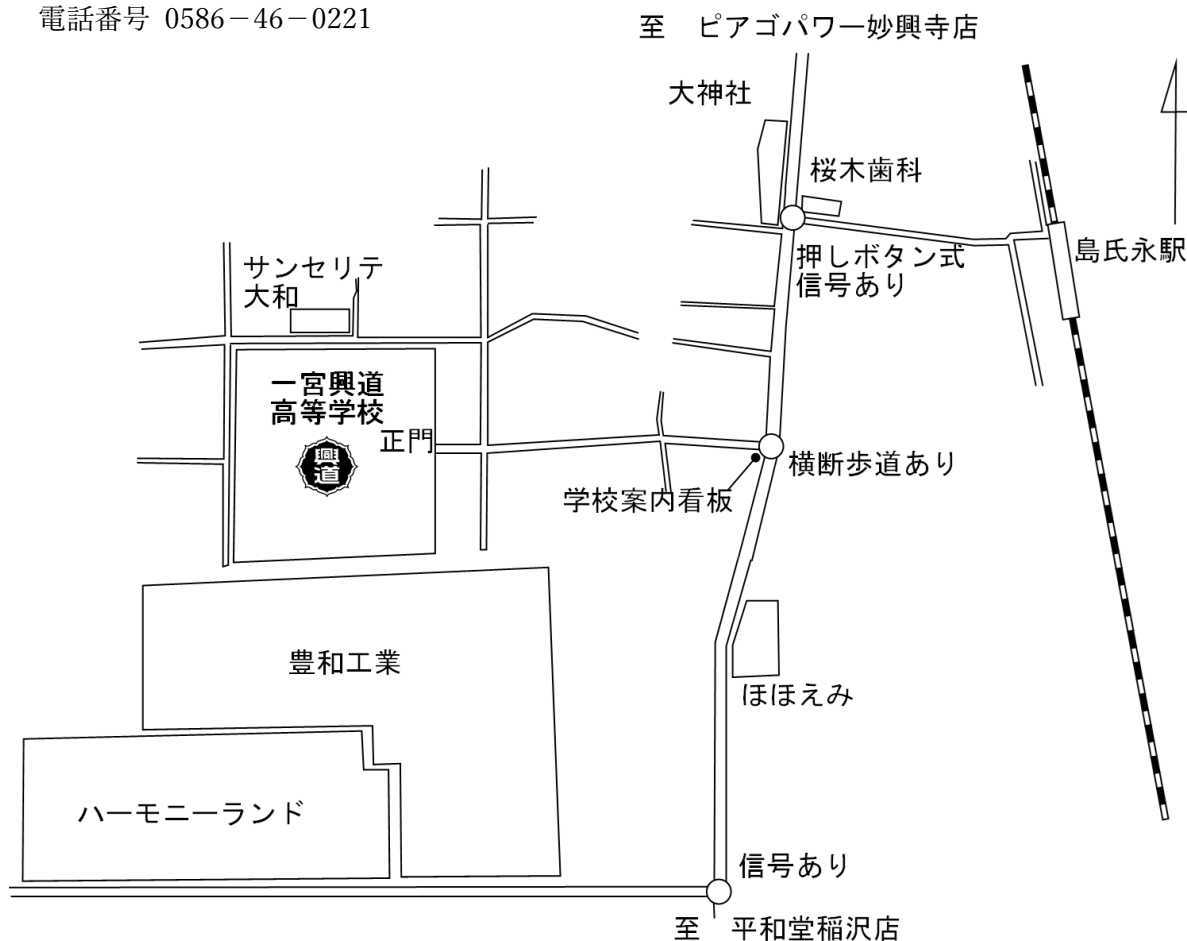 電話番号 0586－46－0221
至 ピアゴパワー妙興寺店
大神社
桜木歯科
島氏永駅
押しボタン式
信号あり
サンセリテ
大和
一宮興道
高等学校
正門
興
道
横断歩道あり
学校案内看板
豊和工業
ほほえみ
ハーモニーランド
信号あり
至 平和堂稲沢店